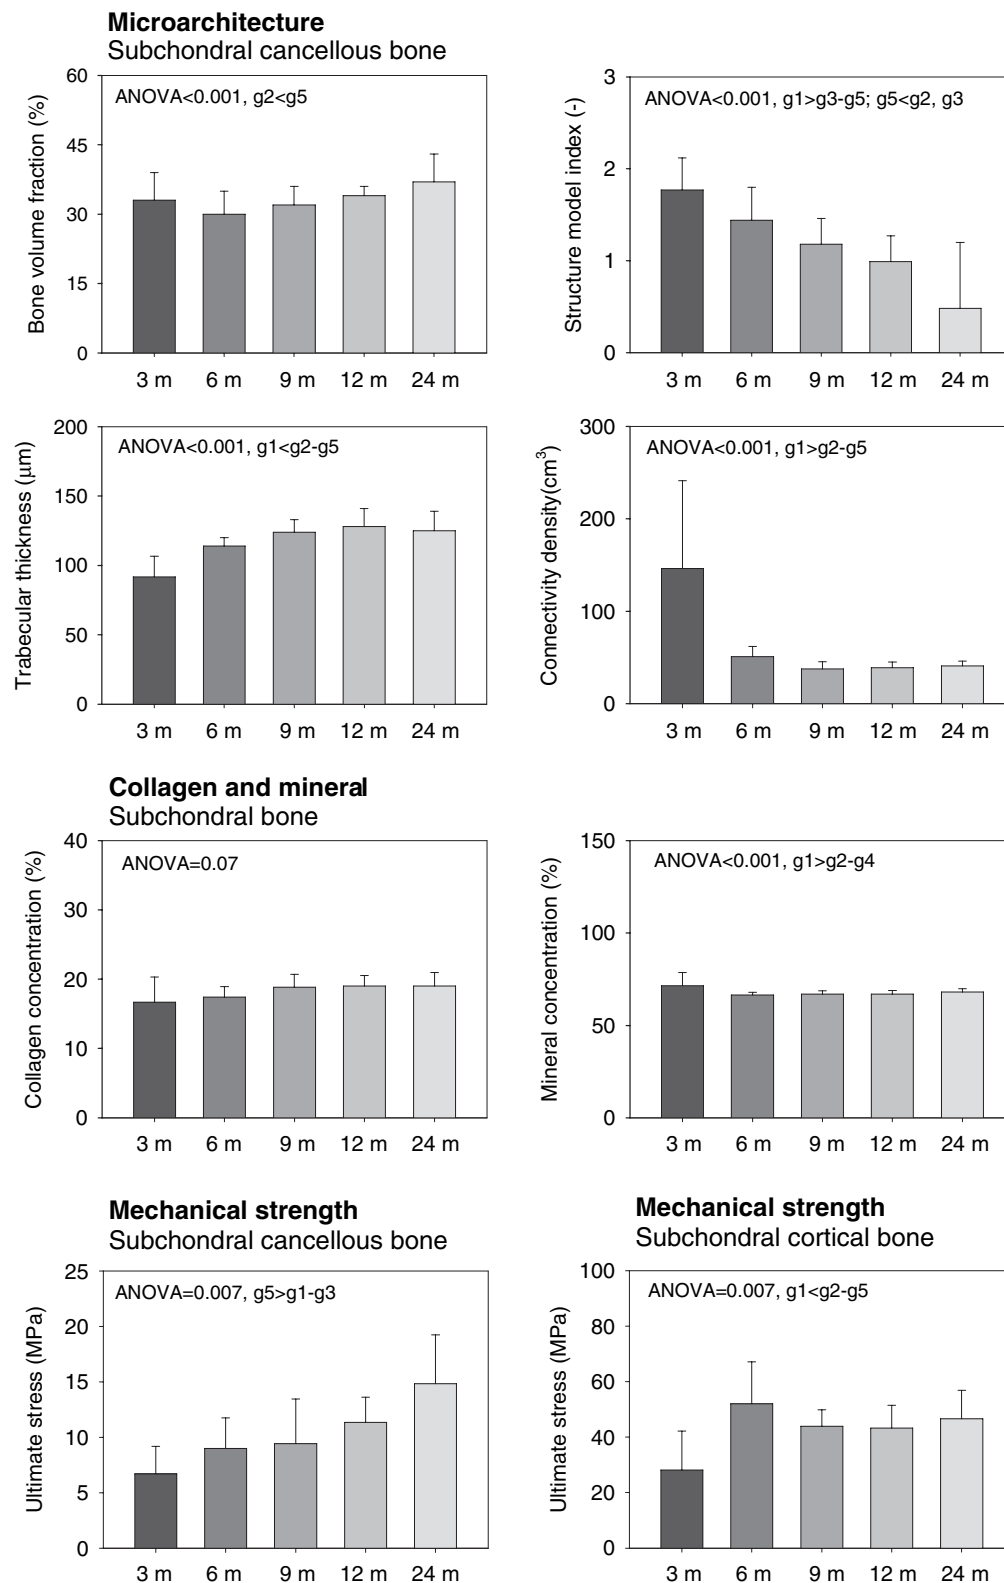 Microarchitecture
Subchondral cancellous bone
Bone volume fraction (%)
60
45
30
15
0
ANOVA<0.001, g2<g5
3 m 6 m 9 m 12 m 24 m
Structure model index (-)
3
2
1
0
ANOVA<0.001, g1>g3-g5; g5<g2, g3
3 m 6 m 9 m 12 m 24 m
Trabecular thickness (µm)
200
150
100
50
0
ANOVA<0.001, g1<g2-g5
3 m 6 m 9 m 12 m 24 m
Connectivity density(cm³)
300
200
100
0
ANOVA<0.001, g1>g2-g5
3 m 6 m 9 m 12 m 24 m
Collagen and mineral
Subchondral bone
Collagen concentration (%)
40
30
20
10
0
ANOVA=0.07
3 m 6 m 9 m 12 m 24 m
Mineral concentration (%)
150
100
50
0
ANOVA<0.001, g1>g2-g4
3 m 6 m 9 m 12 m 24 m
Mechanical strength
Subchondral cancellous bone
Ultimate stress (MPa)
25
20
15
10
5
0
ANOVA=0.007, g5>g1-g3
3 m 6 m 9 m 12 m 24 m
Mechanical strength
Subchondral cortical bone
Ultimate stress (MPa)
100
80
60
40
20
0
ANOVA=0.007, g1<g2-g5
3 m 6 m 9 m 12 m 24 m